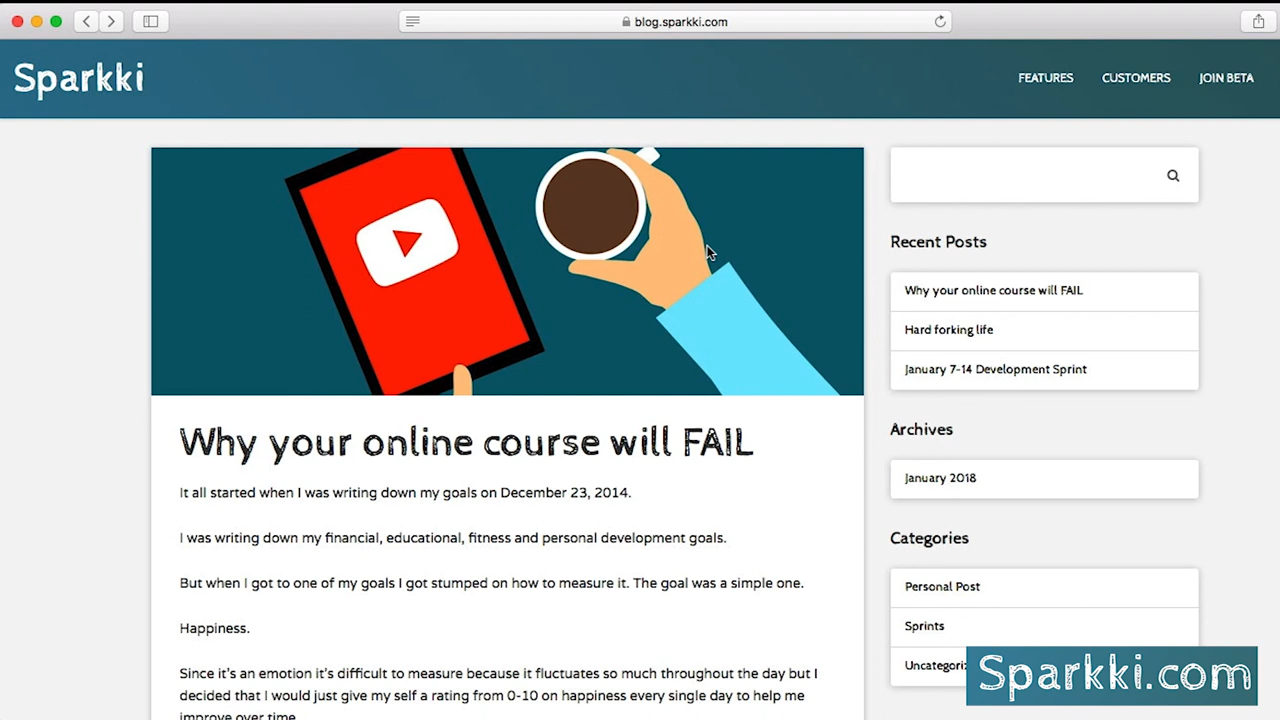 blog.sparkki.com
Sparkki
FEATURES
CUSTOMERS
JOIN BETA
Why your online course will FAIL
It all started when I was writing down my goals on December 23, 2014.
I was writing down my financial, educational, fitness and personal development goals.
But when I got to one of my goals I got stumped on how to measure it. The goal was a simple one.
Happiness.
Since it's an emotion it's difficult to measure because it fluctuates so much throughout the day but I
decided that I would just give my self a rating from 0-10 on happiness every single day to help me
improve over time.
Recent Posts
Why your online course will FAIL
Hard forking life
January 7-14 Development Sprint
Archives
January 2018
Categories
Personal Post
Sprints
Sparkki.com